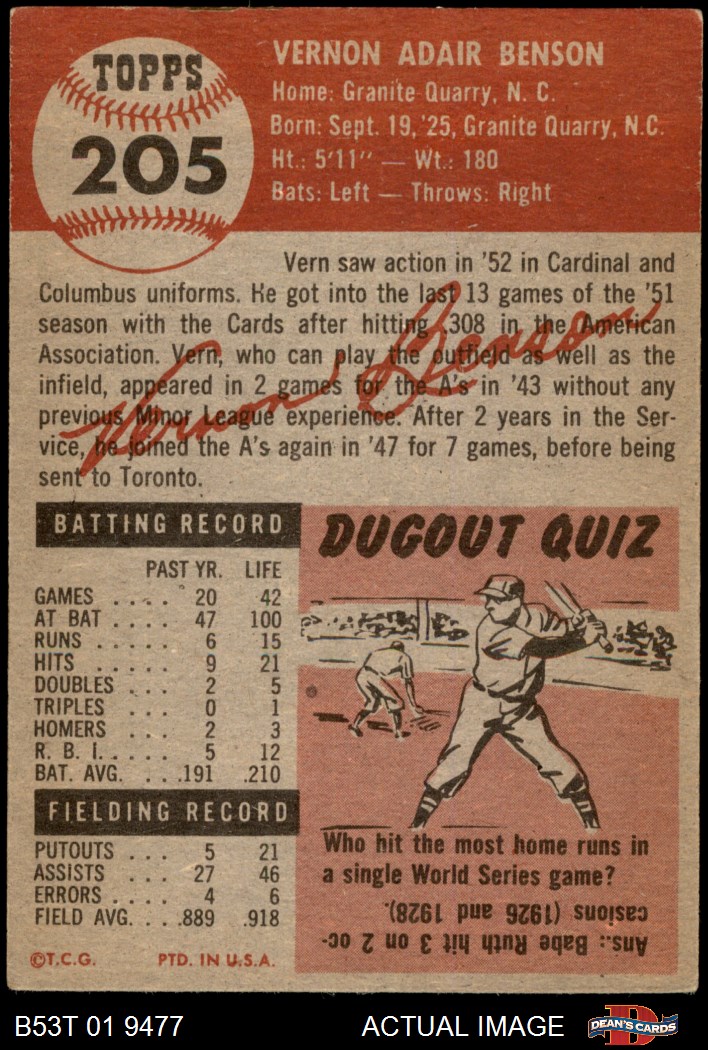 TOPPS
205
VERNON ADAIR BENSON
Home: Granite Quarry, N. C.
Born: Sept. 19, '25, Granite Quarry, N.C.
Ht.: 5'11" — Wt.: 180
Bats: Left — Throws: Right
Vern saw action in '52 in Cardinal and
Columbus uniforms. He got into the last 13 games of the '51
season with the Cards after hitting .308 in the American
Association. Vern, who can play the outfield as well as the
infield, appeared in 2 games for the A's in '43 without any
previous Minor League experience. After 2 years in the Ser-
vice, he joined the A's again in '47 for 7 games, before being
sent to Toronto.
Vernon Benson
BATTING RECORD
PAST YR. LIFE
GAMES .... 20 42
AT BAT .... 47 100
RUNS ..... 6 15
HITS ..... 9 21
DOUBLES ... 2 5
TRIPLES ... 0 1
HOMERS ... 2 3
R. B. I. .... 5 12
BAT. AVG. .. .191 .210
FIELDING RECORD
PUTOUTS ... 5 21
ASSISTS ... 27 46
ERRORS .... 4 6
FIELD AVG. .. .889 .918
©T.C.G. PTD. IN U.S.A.
DUGOUT QUIZ
Who hit the most home runs in
a single World Series game?
Ans.: Babe Ruth hit 3 on 2 oc-
casions (1926 and 1928).
B53T 01 9477 ACTUAL IMAGE
D
DEAN'S CARDS